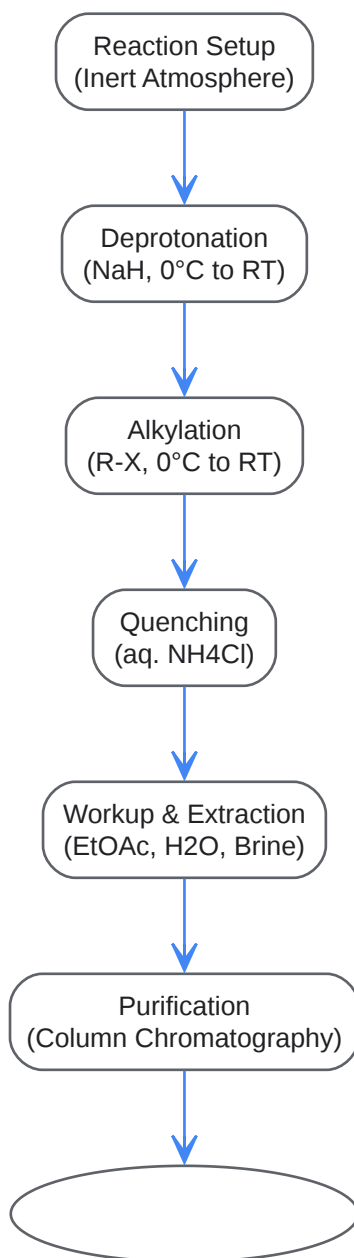 Reaction Setup
(Inert Atmosphere)
Deprotonation
(NaH, 0°C to RT)
Alkylation
(R-X, 0°C to RT)
Quenching
(aq. NH4Cl)
Workup & Extraction
(EtOAc, H2O, Brine)
Purification
(Column Chromatography)